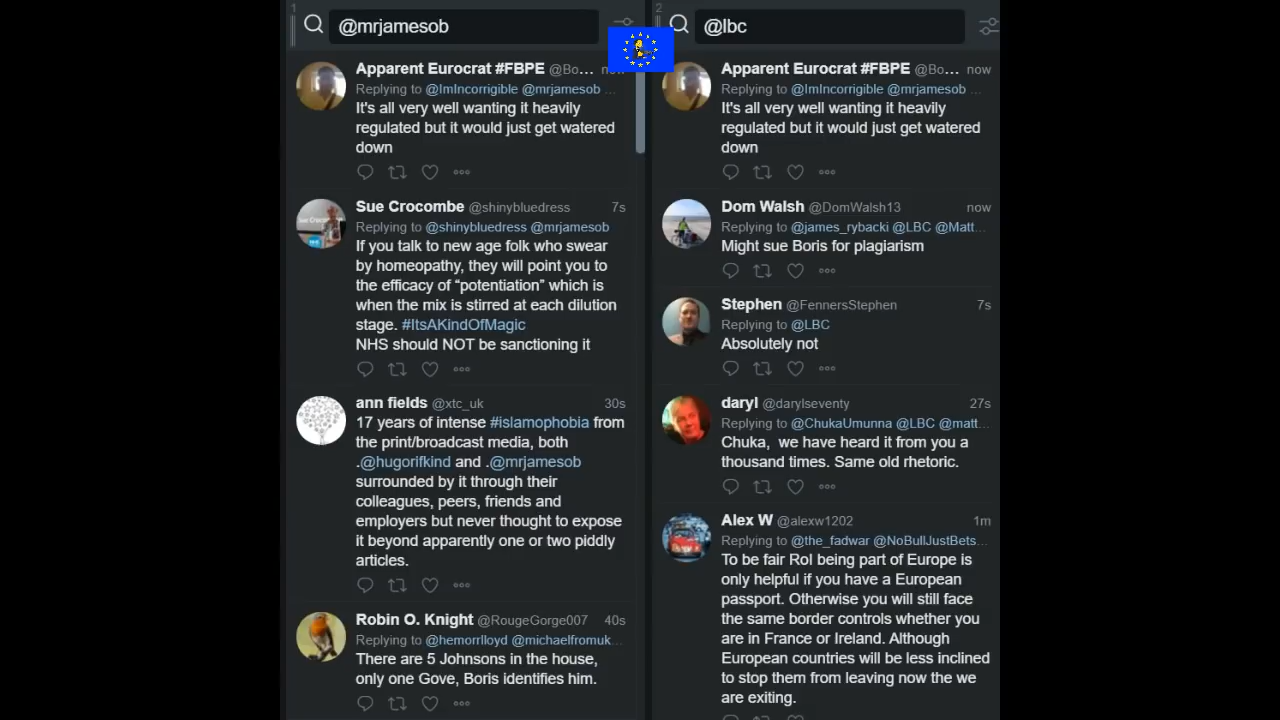 1
@mrjamesob
Apparent Eurocrat #FBPE @Bo... now
Replying to @ImIncorrigible @mrjamesob ...
It's all very well wanting it heavily
regulated but it would just get watered
down
Sue Crocombe @shinybluedress 7s
Replying to @shinybluedress @mrjamesob
If you talk to new age folk who swear
by homeopathy, they will point you to
the efficacy of “potentiation” which is
when the mix is stirred at each dilution
stage. #ItsAKindOfMagic
NHS should NOT be sanctioning it
ann fields @xtc_uk 30s
17 years of intense #islamophobia from
the print/broadcast media, both
.@hugorifkind and .@mrjamesob
surrounded by it through their
colleagues, peers, friends and
employers but never thought to expose
it beyond apparently one or two piddly
articles.
Robin O. Knight @RougeGorge007 40s
Replying to @hemorrlloyd @michaelfromuk...
There are 5 Johnsons in the house,
only one Gove, Boris identifies him.
2
@lbc
Apparent Eurocrat #FBPE @Bo... now
Replying to @ImIncorrigible @mrjamesob ...
It's all very well wanting it heavily
regulated but it would just get watered
down
Dom Walsh @DomWalsh13 now
Replying to @james_rybacki @LBC @Matt...
Might sue Boris for plagiarism
Stephen @FennersStephen 7s
Replying to @LBC
Absolutely not
daryl @darylseventy 27s
Replying to @ChukaUmunna @LBC @matt...
Chuka, we have heard it from you a
thousand times. Same old rhetoric.
Alex W @alexw1202 1m
Replying to @the_fadwar @NoBullJustBets...
To be fair RoI being part of Europe is
only helpful if you have a European
passport. Otherwise you will still face
the same border controls whether you
are in France or Ireland. Although
European countries will be less inclined
to stop them from leaving now the we
are exiting.